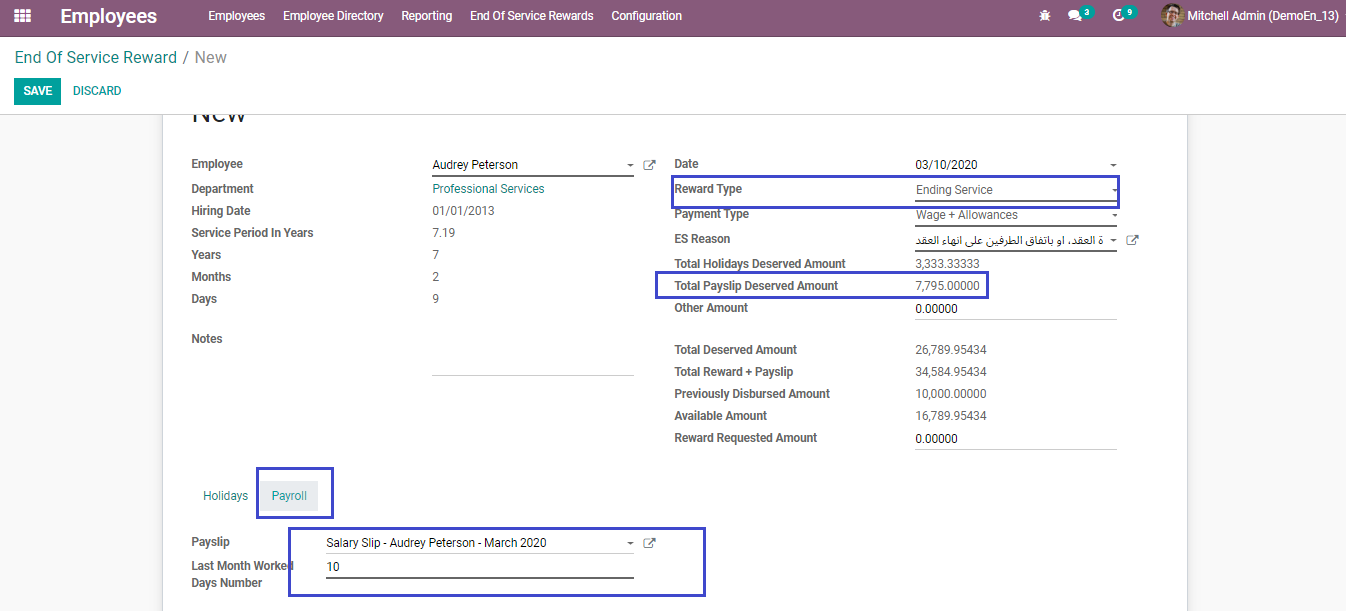 Employees Employees Employee Directory Reporting End Of Service Rewards Configuration 3 9 Mitchell Admin (DemoEn_13)
End Of Service Reward / New
SAVE DISCARD
New
Employee Audrey Peterson Date 03/10/2020
Department Professional Services Reward Type Ending Service
Hiring Date 01/01/2013 Payment Type Wage + Allowances
Service Period In Years 7.19 ES Reason ة العقد، او باتفاق الطرفين على انهاء العقد
Years 7 Total Holidays Deserved Amount 3,333.33333
Months 2 Total Payslip Deserved Amount 7,795.00000
Days 9 Other Amount 0.00000
Notes
Total Deserved Amount 26,789.95434
Total Reward + Payslip 34,584.95434
Previously Disbursed Amount 10,000.00000
Available Amount 16,789.95434
Reward Requested Amount 0.00000
Holidays Payroll
Payslip Salary Slip - Audrey Peterson - March 2020
Last Month Worked 10
Days Number